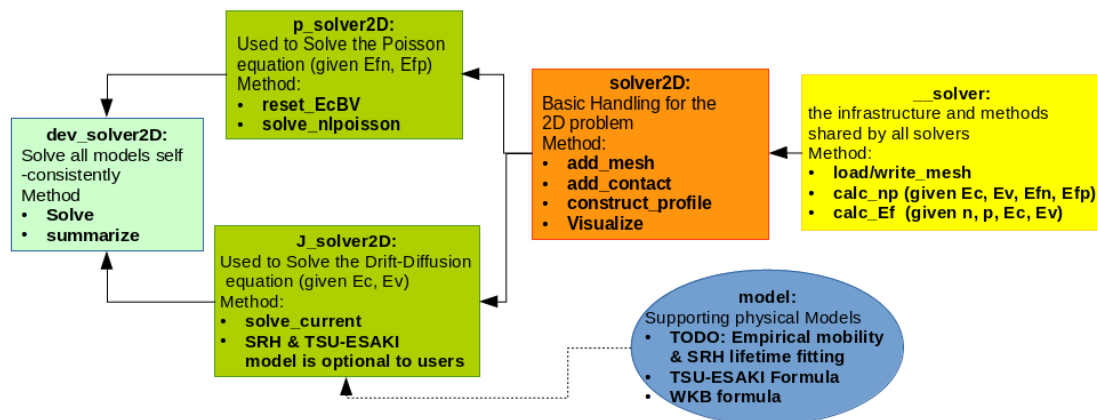 p_solver2D:
Used to Solve the Poisson
equation (given Efn, Efp)
Method:
• reset_EcBV
• solve_nlpoisson
dev_solver2D:
Solve all models self
-consistently
Method
• Solve
• summarize
J_solver2D:
Used to Solve the Drift-Diffusion
equation (given Ec, Ev)
Method:
• solve_current
• SRH & TSU-ESAKI
model is optional to users
solver2D:
Basic Handling for the
2D problem
Method:
• add_mesh
• add_contact
• construct_profile
• Visualize
__solver:
the infrastructure and methods
shared by all solvers
Method:
• load/write_mesh
• calc_np (given Ec, Ev, Efn, Efp)
• calc_Ef (given n, p, Ec, Ev)
model:
Supporting physical Models
• TODO: Empirical mobility
& SRH lifetime fitting
• TSU-ESAKI Formula
• WKB formula